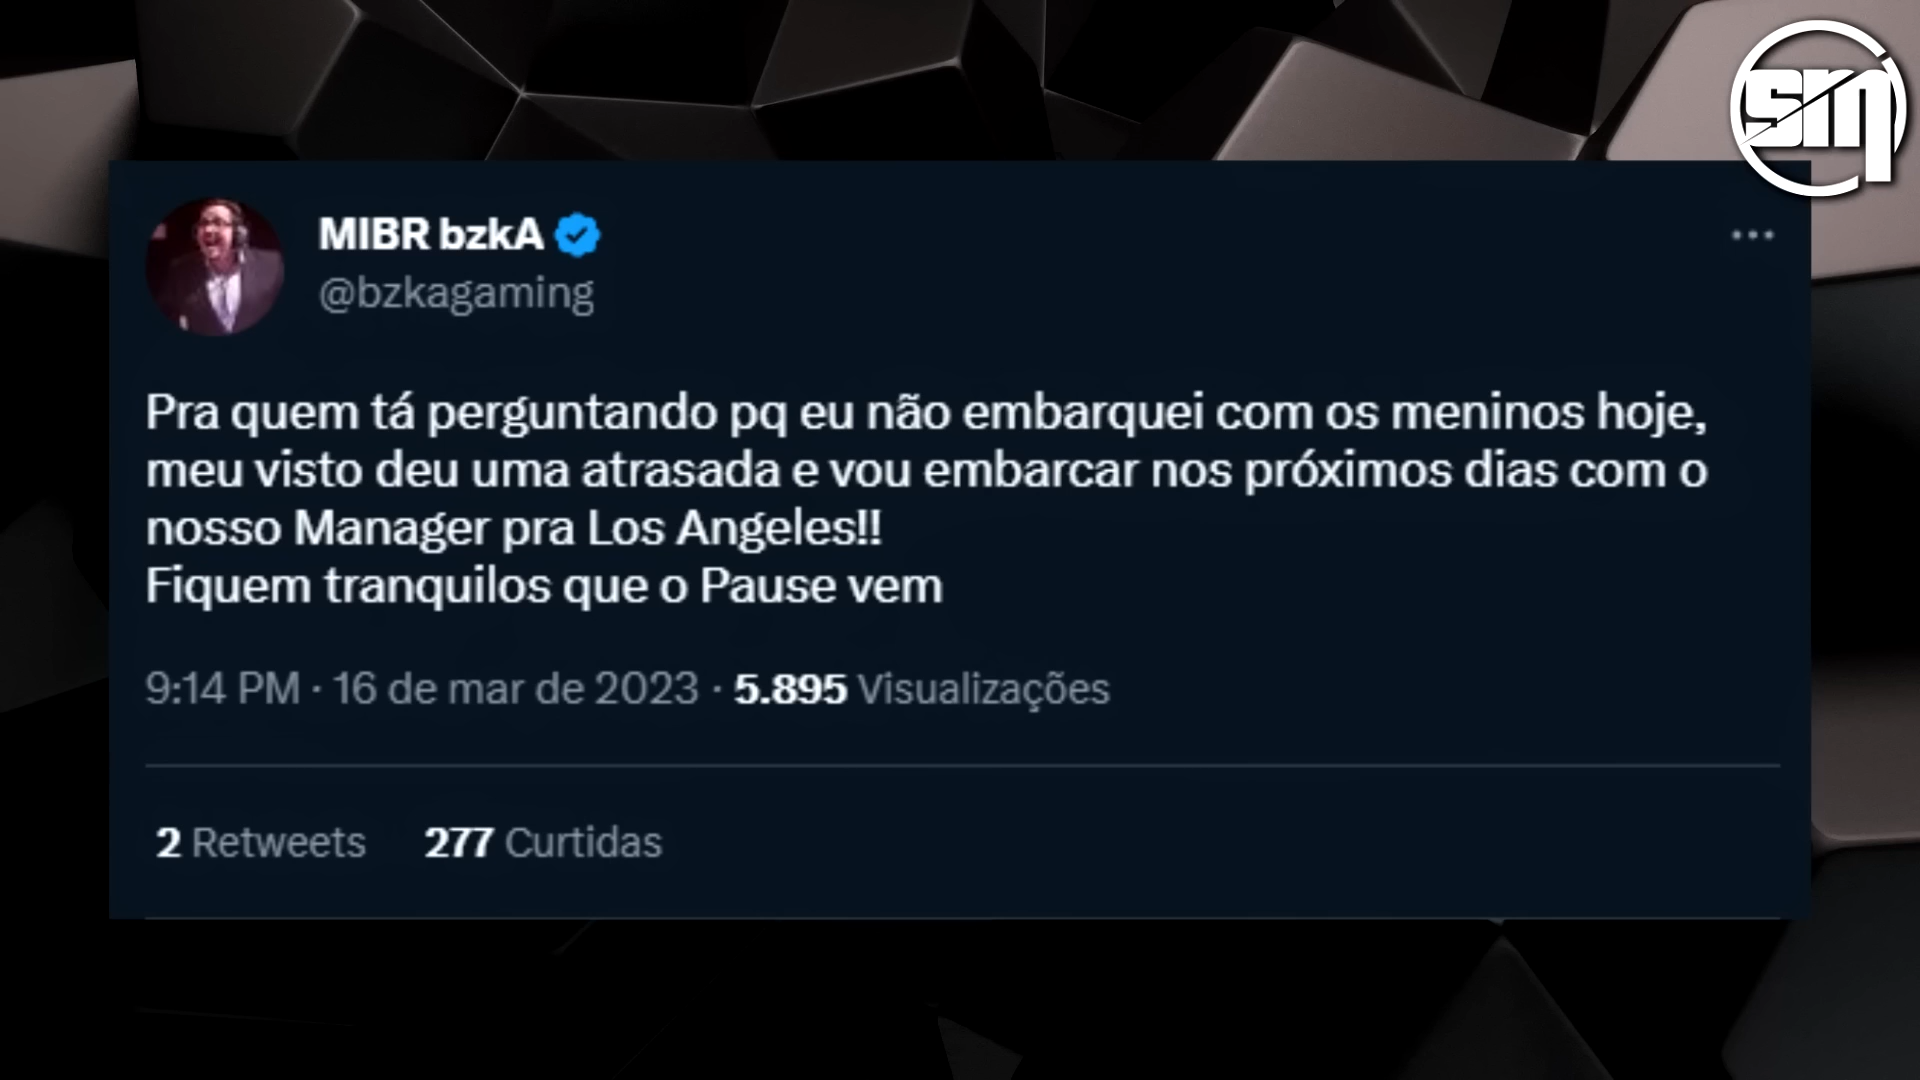 SM
MIBR bzkA
@bzkagaming
Pra quem tá perguntando pq eu não embarquei com os meninos hoje,
meu visto deu uma atrasada e vou embarcar nos próximos dias com o
nosso Manager pra Los Angeles!!
Fiquem tranquilos que o Pause vem
9:14 PM · 16 de mar de 2023 · 5.895 Visualizações
2 Retweets 277 Curtidas